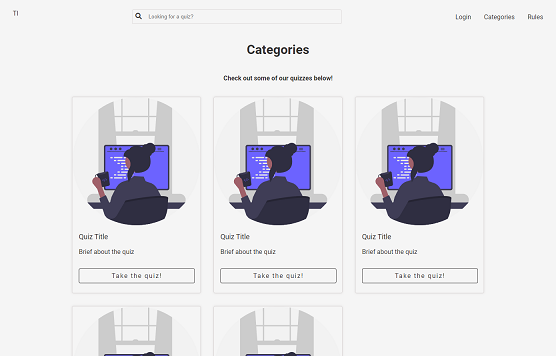 TI
Looking for a quiz?
Login
Categories
Rules
Categories
Check out some of our quizzes below!
Quiz Title
Brief about the quiz
Take the quiz!
Quiz Title
Brief about the quiz
Take the quiz!
Quiz Title
Brief about the quiz
Take the quiz!